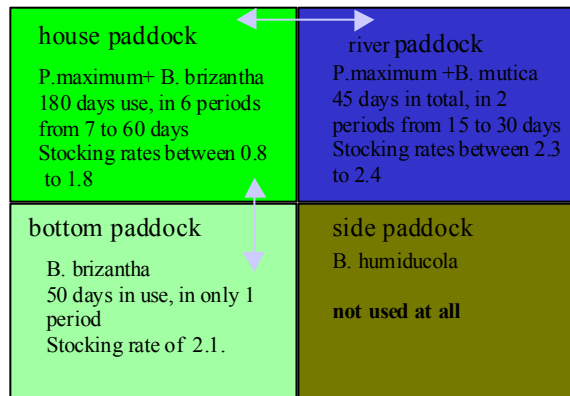 house paddock
P.maximum+ B. brizantha
180 days use, in 6 periods
from 7 to 60 days
Stocking rates between 0.8
to 1.8
river paddock
P.maximum +B. mutica
45 days in total, in 2
periods from 15 to 30 days
Stocking rates between 2.3
to 2.4
bottom paddock
B. brizantha
50 days in use, in only 1
period
Stocking rate of 2.1.
side paddock
B. humiducola
not used at all